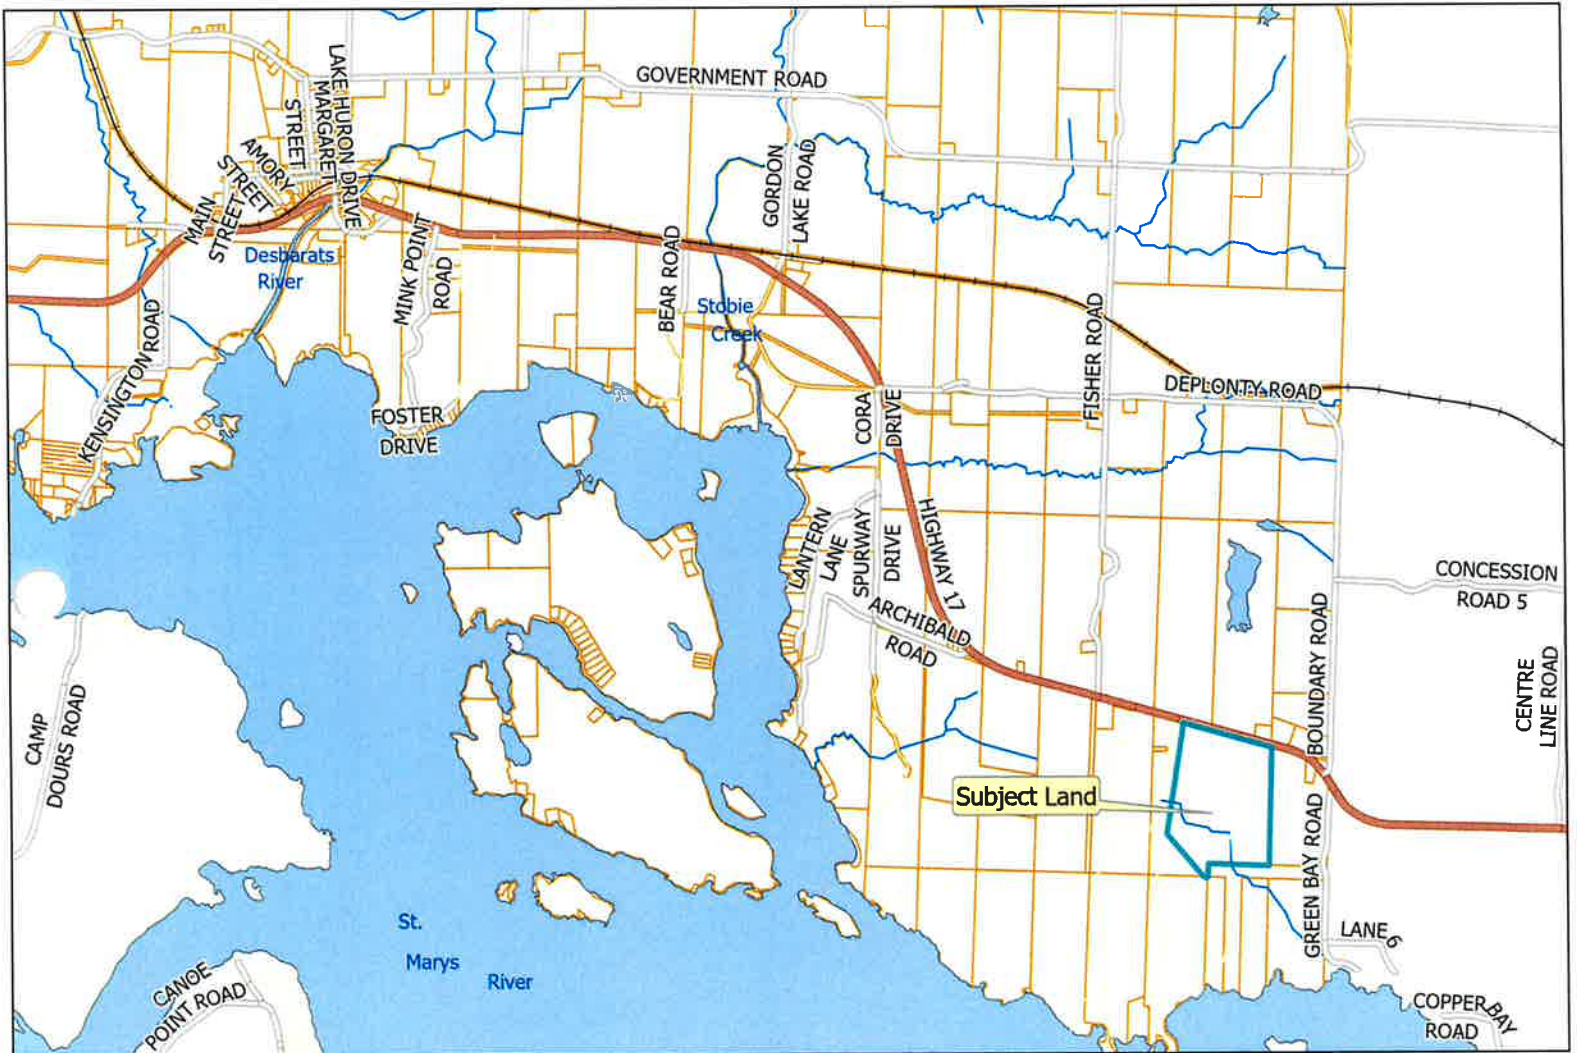 GOVERNMENT ROAD
LAKE HURON DRIVE
MARGARET
STREET
AMORY
STREET
MAIN
STREET
Desbarats
River
MINK POINT
ROAD
BEAR ROAD
GORDON
LAKE ROAD
Stobie
Creek
KENSINGTON ROAD
FOSTER
DRIVE
FISHER ROAD
DEPLONTY ROAD
CORA
DRIVE
LANTERN
LANE
SPURWAY
DRIVE
HIGHWAY 17
ARCHIBALD
ROAD
CONCESSION
ROAD 5
BOUNDARY ROAD
CENTRE
LINE ROAD
CAMP
DOURS ROAD
Subject Land
GREEN BAY ROAD
LANE 6
St.
Marys
River
CANOE
POINT ROAD
COPPER BAY
ROAD